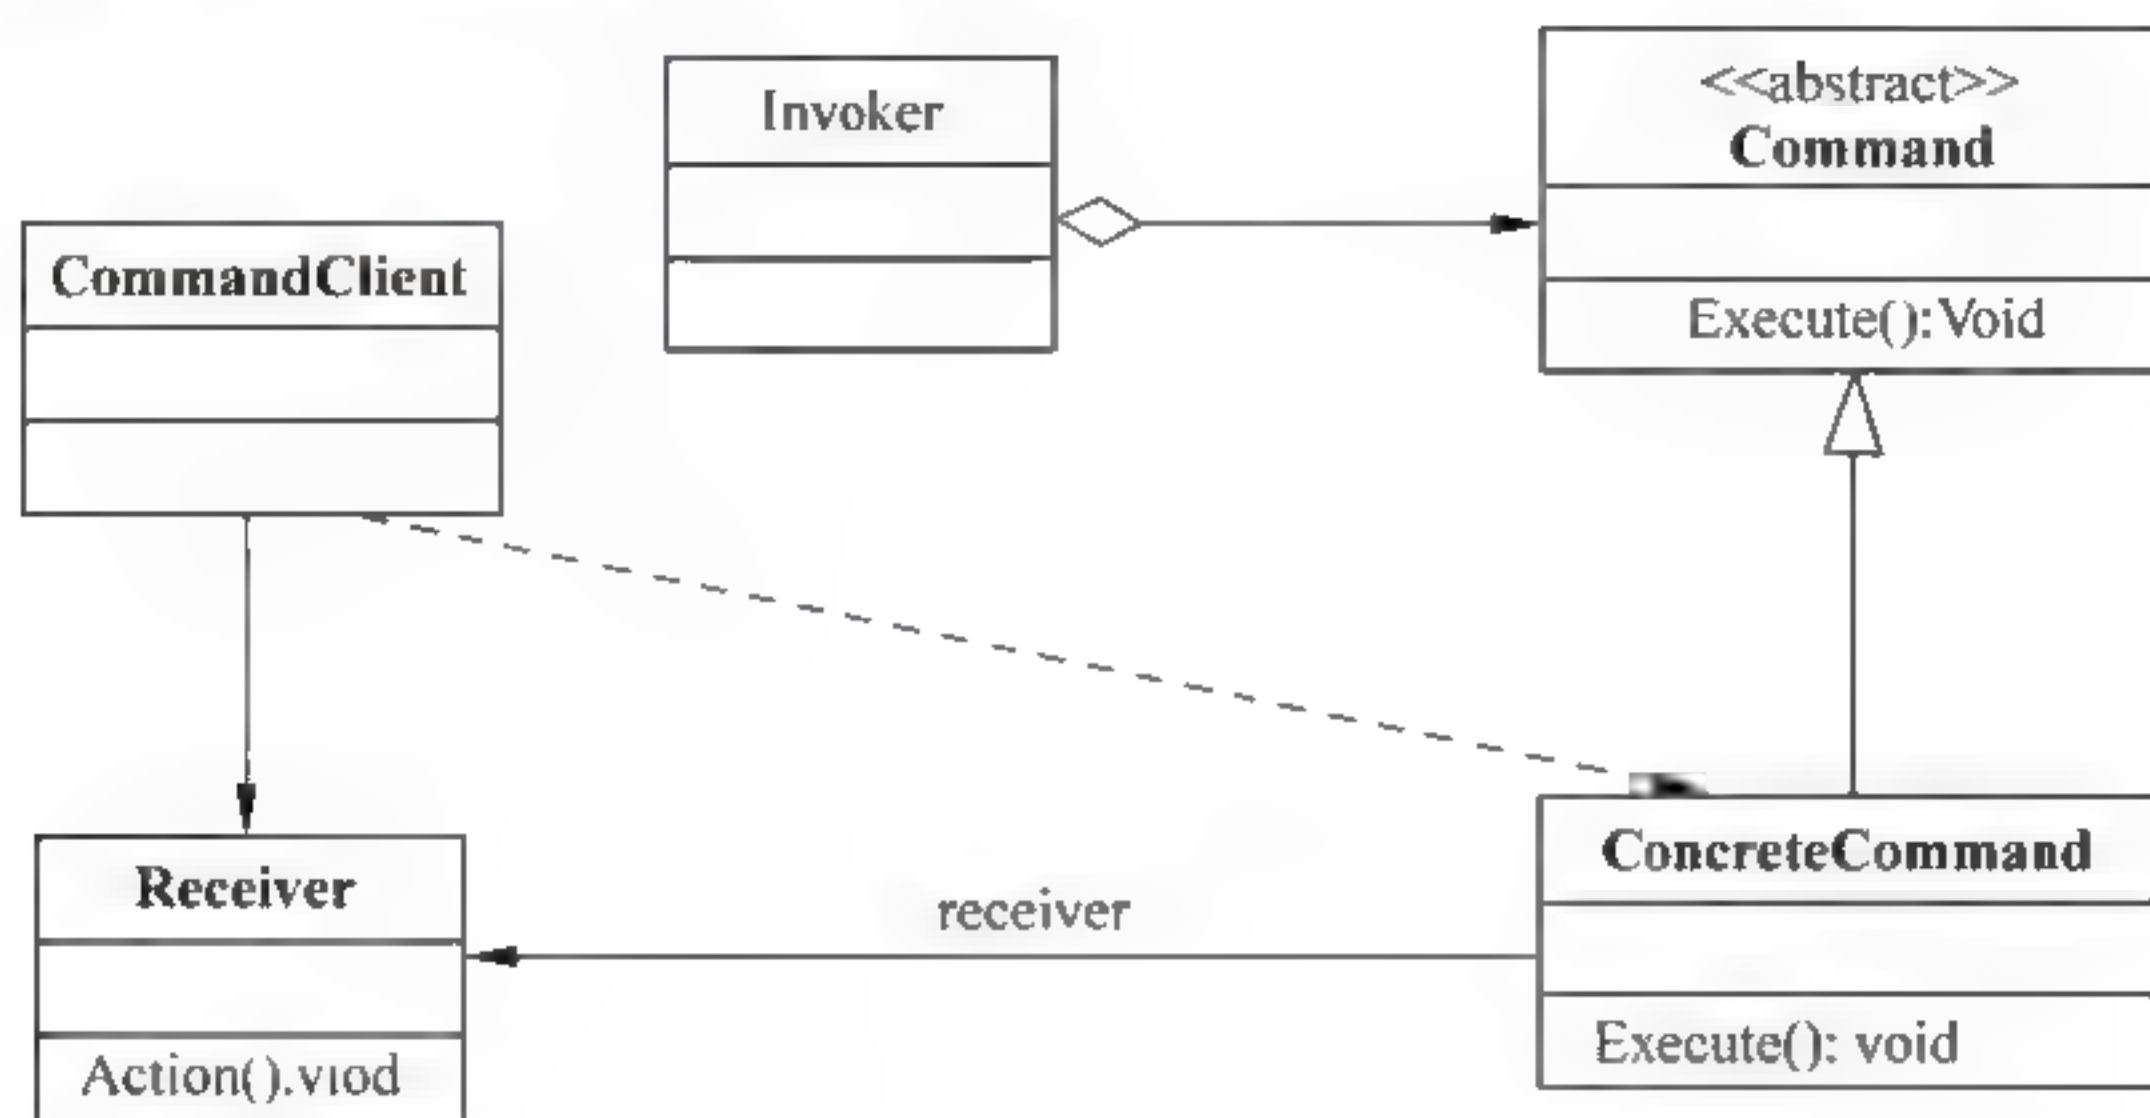 Invoker
<<abstract>>
Command
Execute():Void
CommandClient
Receiver
Action().viod
receiver
ConcreteCommand
Execute(): void